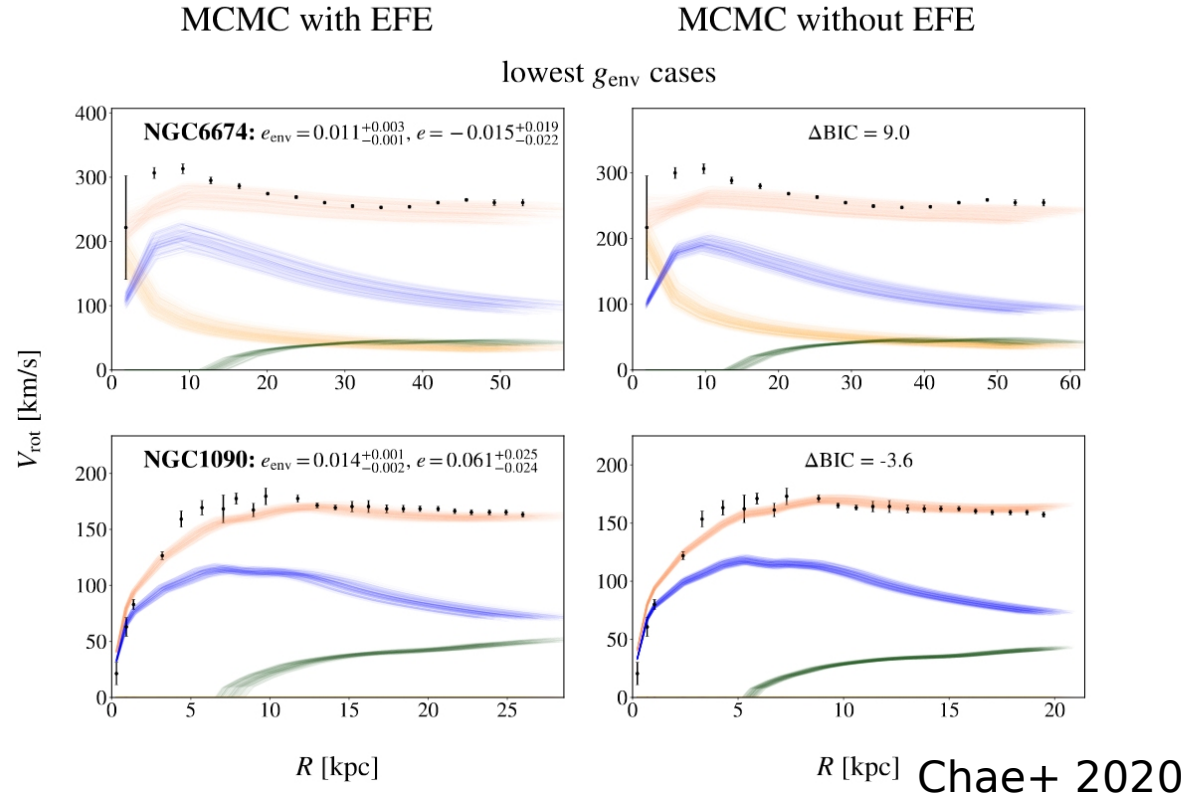 MCMC with EFE MCMC without EFE
lowest g_env cases
400
300
200
100
0
NGC6674: e_env = 0.011^{+0.003}_{-0.001}, e = −0.015^{+0.019}_{-0.022}
0 10 20 30 40 50
300
200
100
0
ΔBIC = 9.0
0 10 20 30 40 50 60
V_rot [km/s]
200
150
100
50
0
NGC1090: e_env = 0.014^{+0.001}_{-0.002}, e = 0.061^{+0.025}_{-0.024}
0 5 10 15 20 25
200
150
100
50
0
ΔBIC = -3.6
0 5 10 15 20
R [kpc] R [kpc]
Chae+ 2020